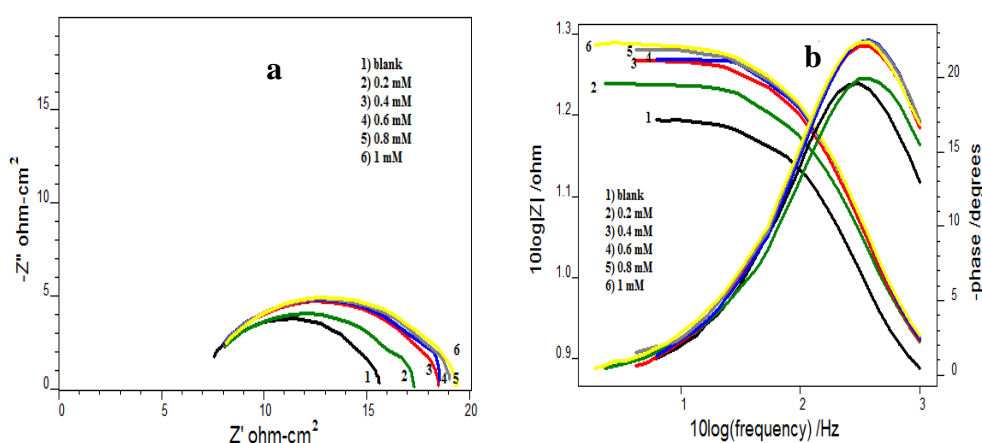 a
1) blank
2) 0.2 mM
3) 0.4 mM
4) 0.6 mM
5) 0.8 mM
6) 1 mM
-Z'' ohm-cm²
15
10
5
0
0
5
10
15
20
Z' ohm-cm²
1
2
3
4
5
6
b
1) blank
2) 0.2 mM
3) 0.4 mM
4) 0.6 mM
5) 0.8 mM
6) 1 mM
10log|Z| /ohm
1.3
1.2
1.1
1.0
0.9
1
2
3
10log(frequency) /Hz
-phase /degrees
20
15
10
5
0
6
5
4
3
2
1